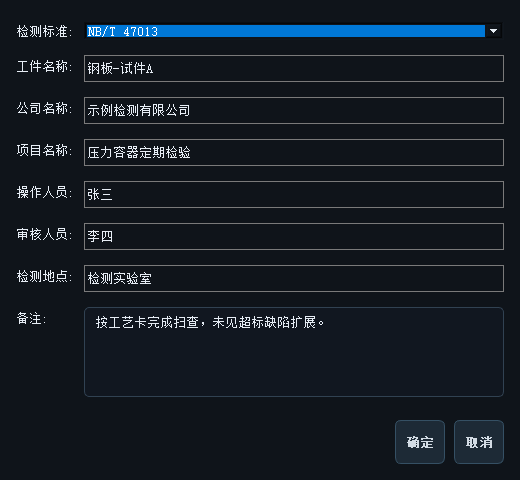 检测标准: NB/T 47013
工件名称: 钢板-试件A
公司名称: 示例检测有限公司
项目名称: 压力容器定期检验
操作人员: 张三
审核人员: 李四
检测地点: 检测实验室
备注: 按工艺卡完成扫查，未见超标缺陷扩展。
确定 取消